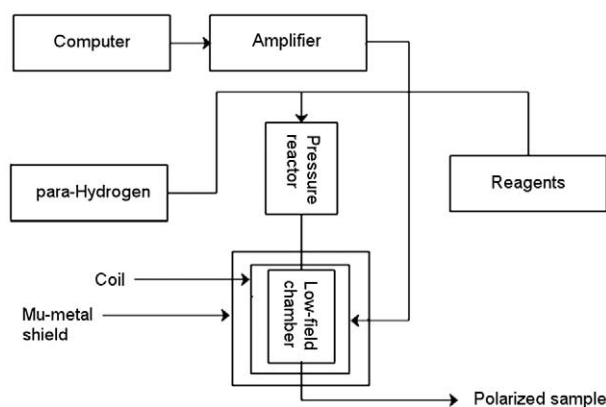 Computer
Amplifier
Pressure
reactor
para-Hydrogen
Reagents
Coil
Low-field
chamber
Mu-metal
shield
Polarized sample